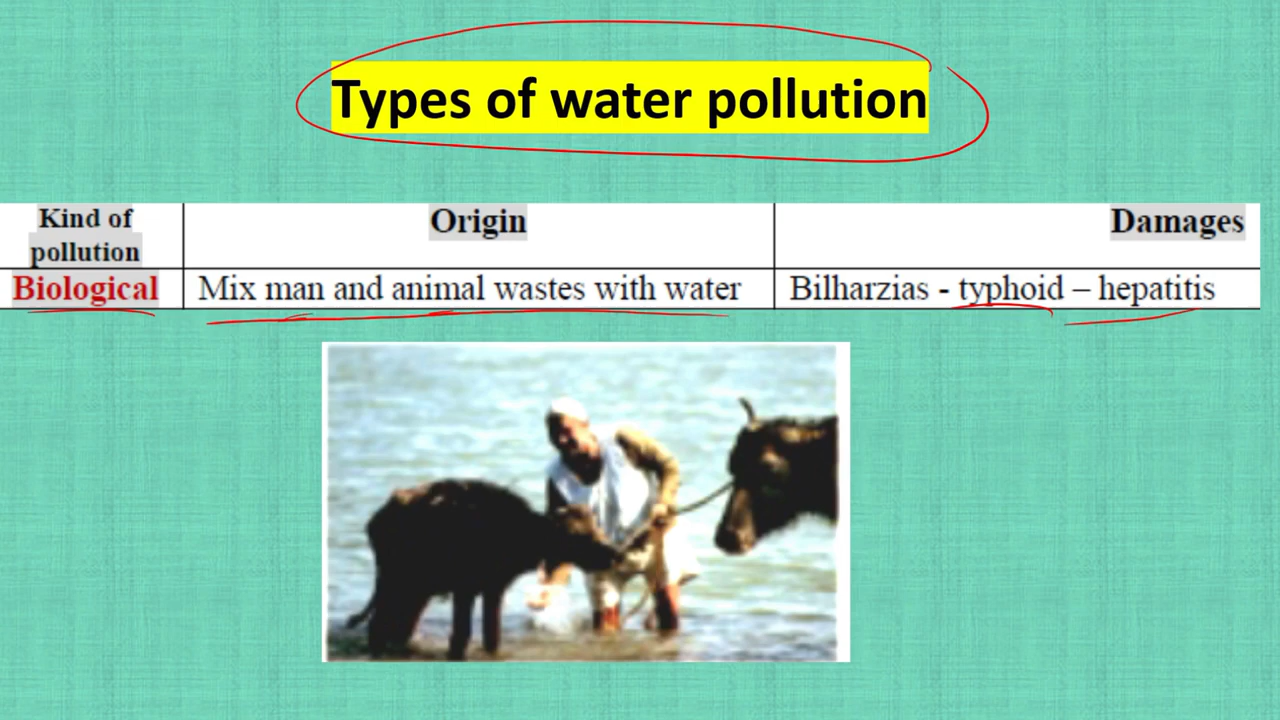 Types of water pollution
Kind of
pollution
Origin
Damages
Biological
Mix man and animal wastes with water
Bilharzias - typhoid – hepatitis